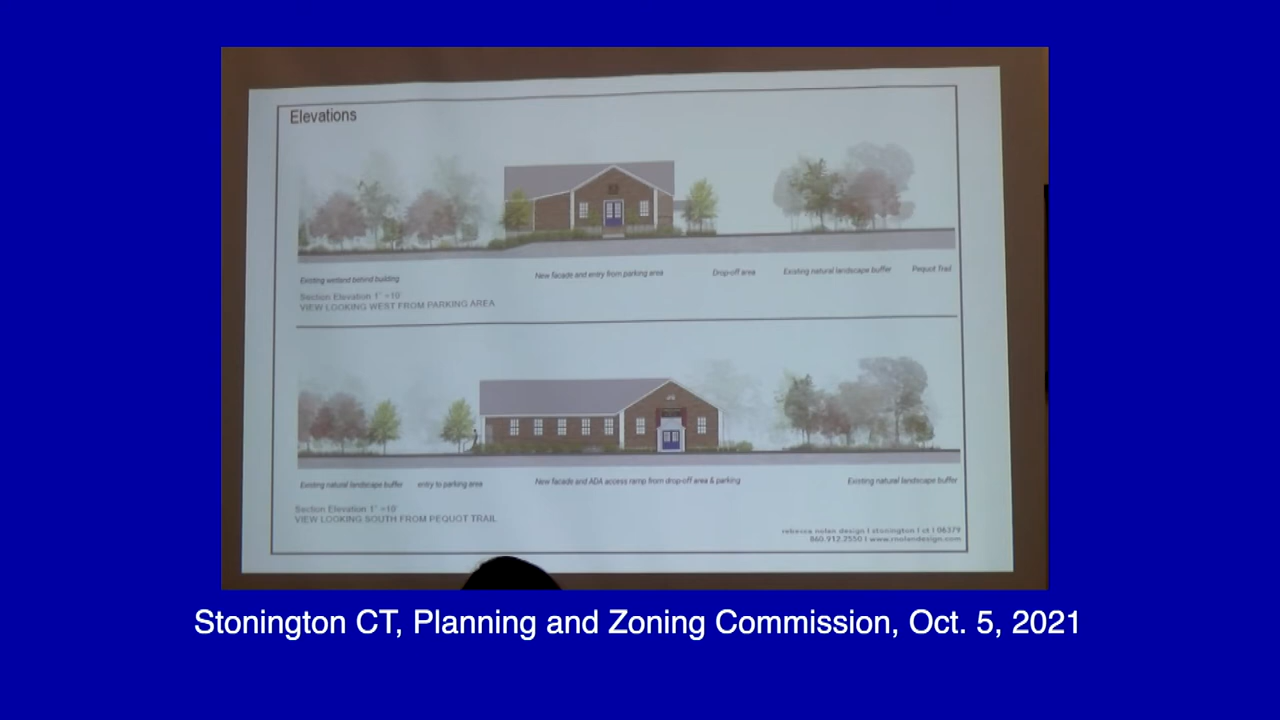 Elevations
Existing wetland behind building
New facade and entry from parking area
Drop-off area
Existing natural landscape buffer
Pequot Trail
Section Elevation 1" =10'
VIEW LOOKING WEST FROM PARKING AREA
Existing natural landscape buffer
entry to parking area
New facade and ADA access ramp from drop-off area & parking
Existing natural landscape buffer
Section Elevation 1" =10'
VIEW LOOKING SOUTH FROM PEQUOT TRAIL
rebecca nolan design I stonington I ct I 06379
860.912.2550 I www.rnolandesign.com
Stonington CT, Planning and Zoning Commission, Oct. 5, 2021